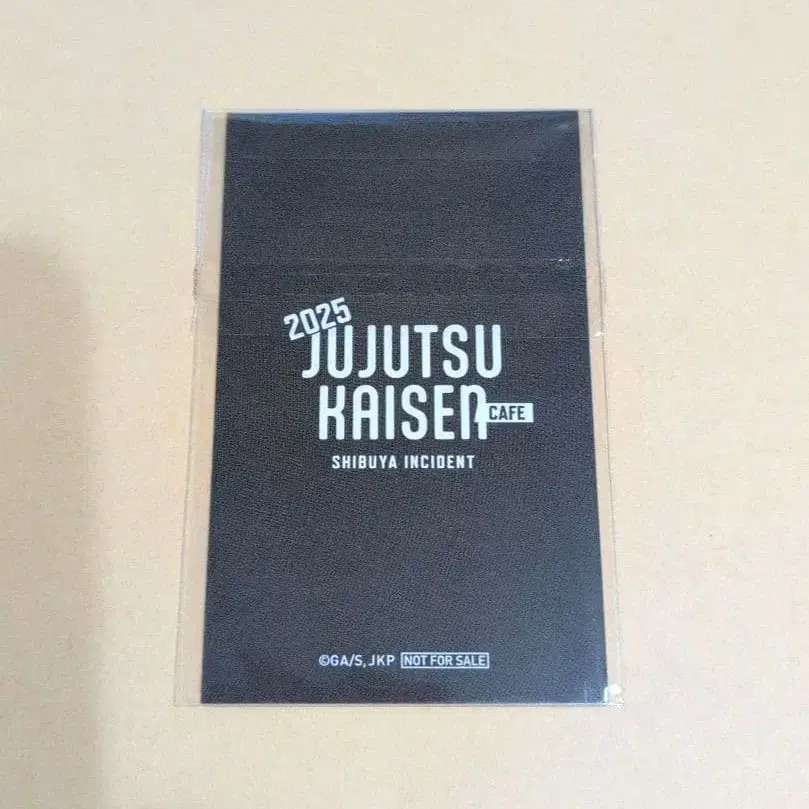 2025
JUJUTSU
KAISEN CAFE
SHIBUYA INCIDENT
©GA/S, JKP NOT FOR SALE